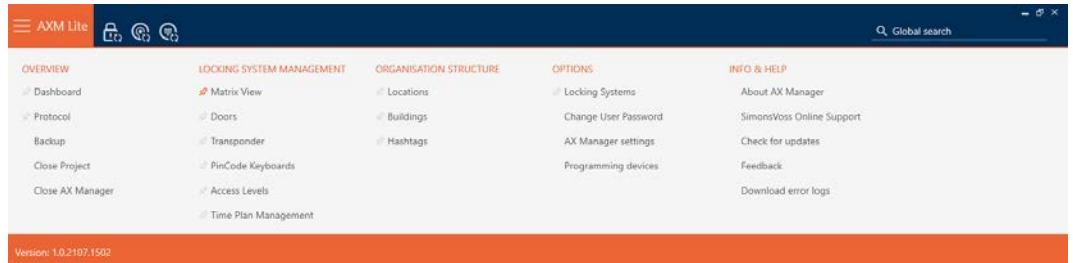 AXM Lite
Global search
OVERVIEW
Dashboard
Protocol
Backup
Close Project
Close AX Manager
LOCKING SYSTEM MANAGEMENT
Matrix View
Doors
Transponder
PinCode Keyboards
Access Levels
Time Plan Management
ORGANISATION STRUCTURE
Locations
Buildings
Hashtags
OPTIONS
Locking Systems
Change User Password
AX Manager settings
Programming devices
INFO & HELP
About AX Manager
SimonsVoss Online Support
Check for updates
Feedback
Download error logs
Version: 1.0.2107.1502